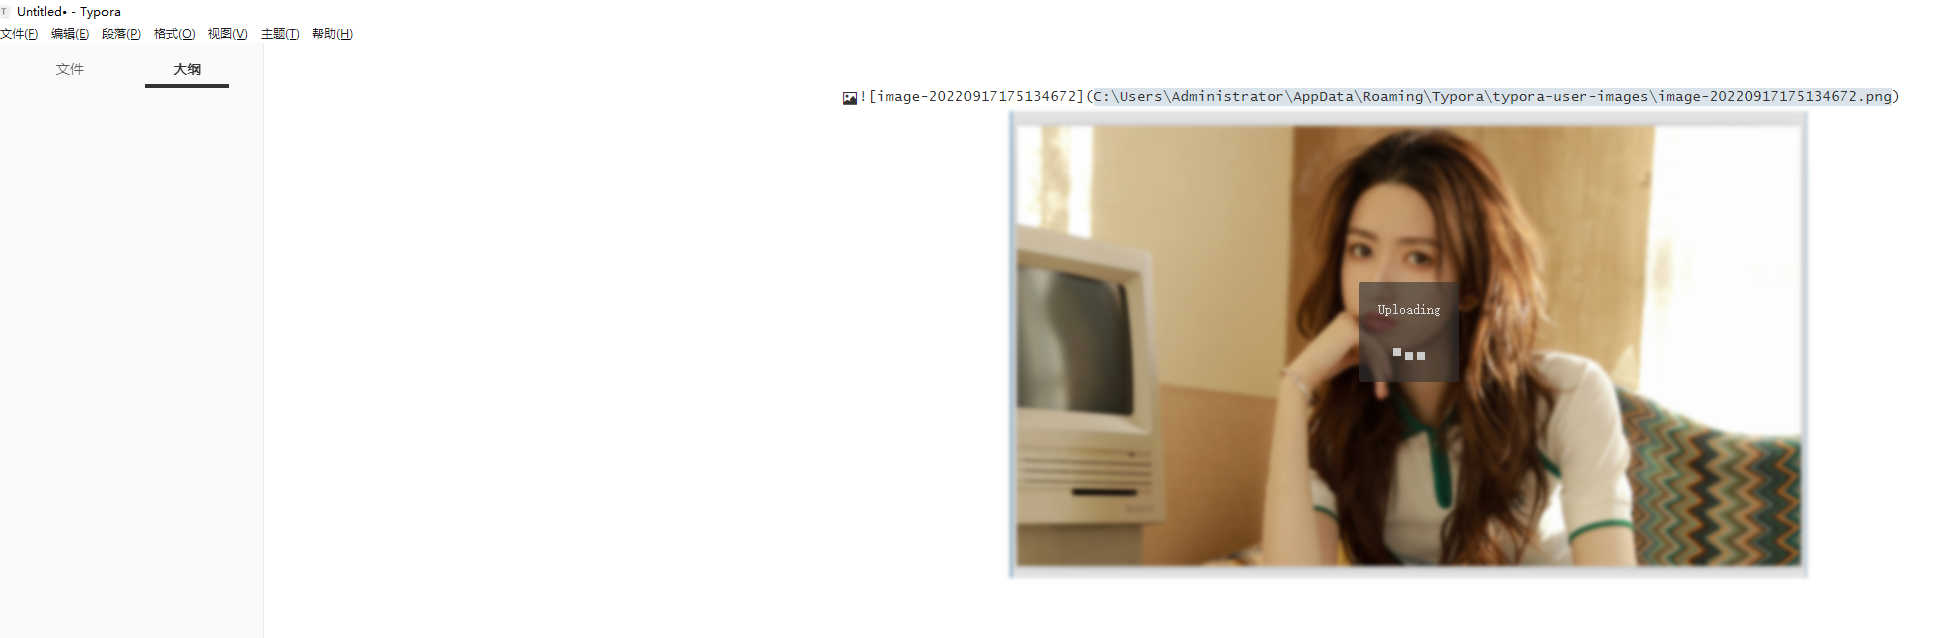 Untitled• - Typora
文件(F) 编辑(E) 段落(P) 格式(O) 视图(V) 主题(T) 帮助(H)
文件 大纲
![image-20220917175134672](C:\Users\Administrator\AppData\Roaming\Typora\typora-user-images\image-20220917175134672.png)
Uploading